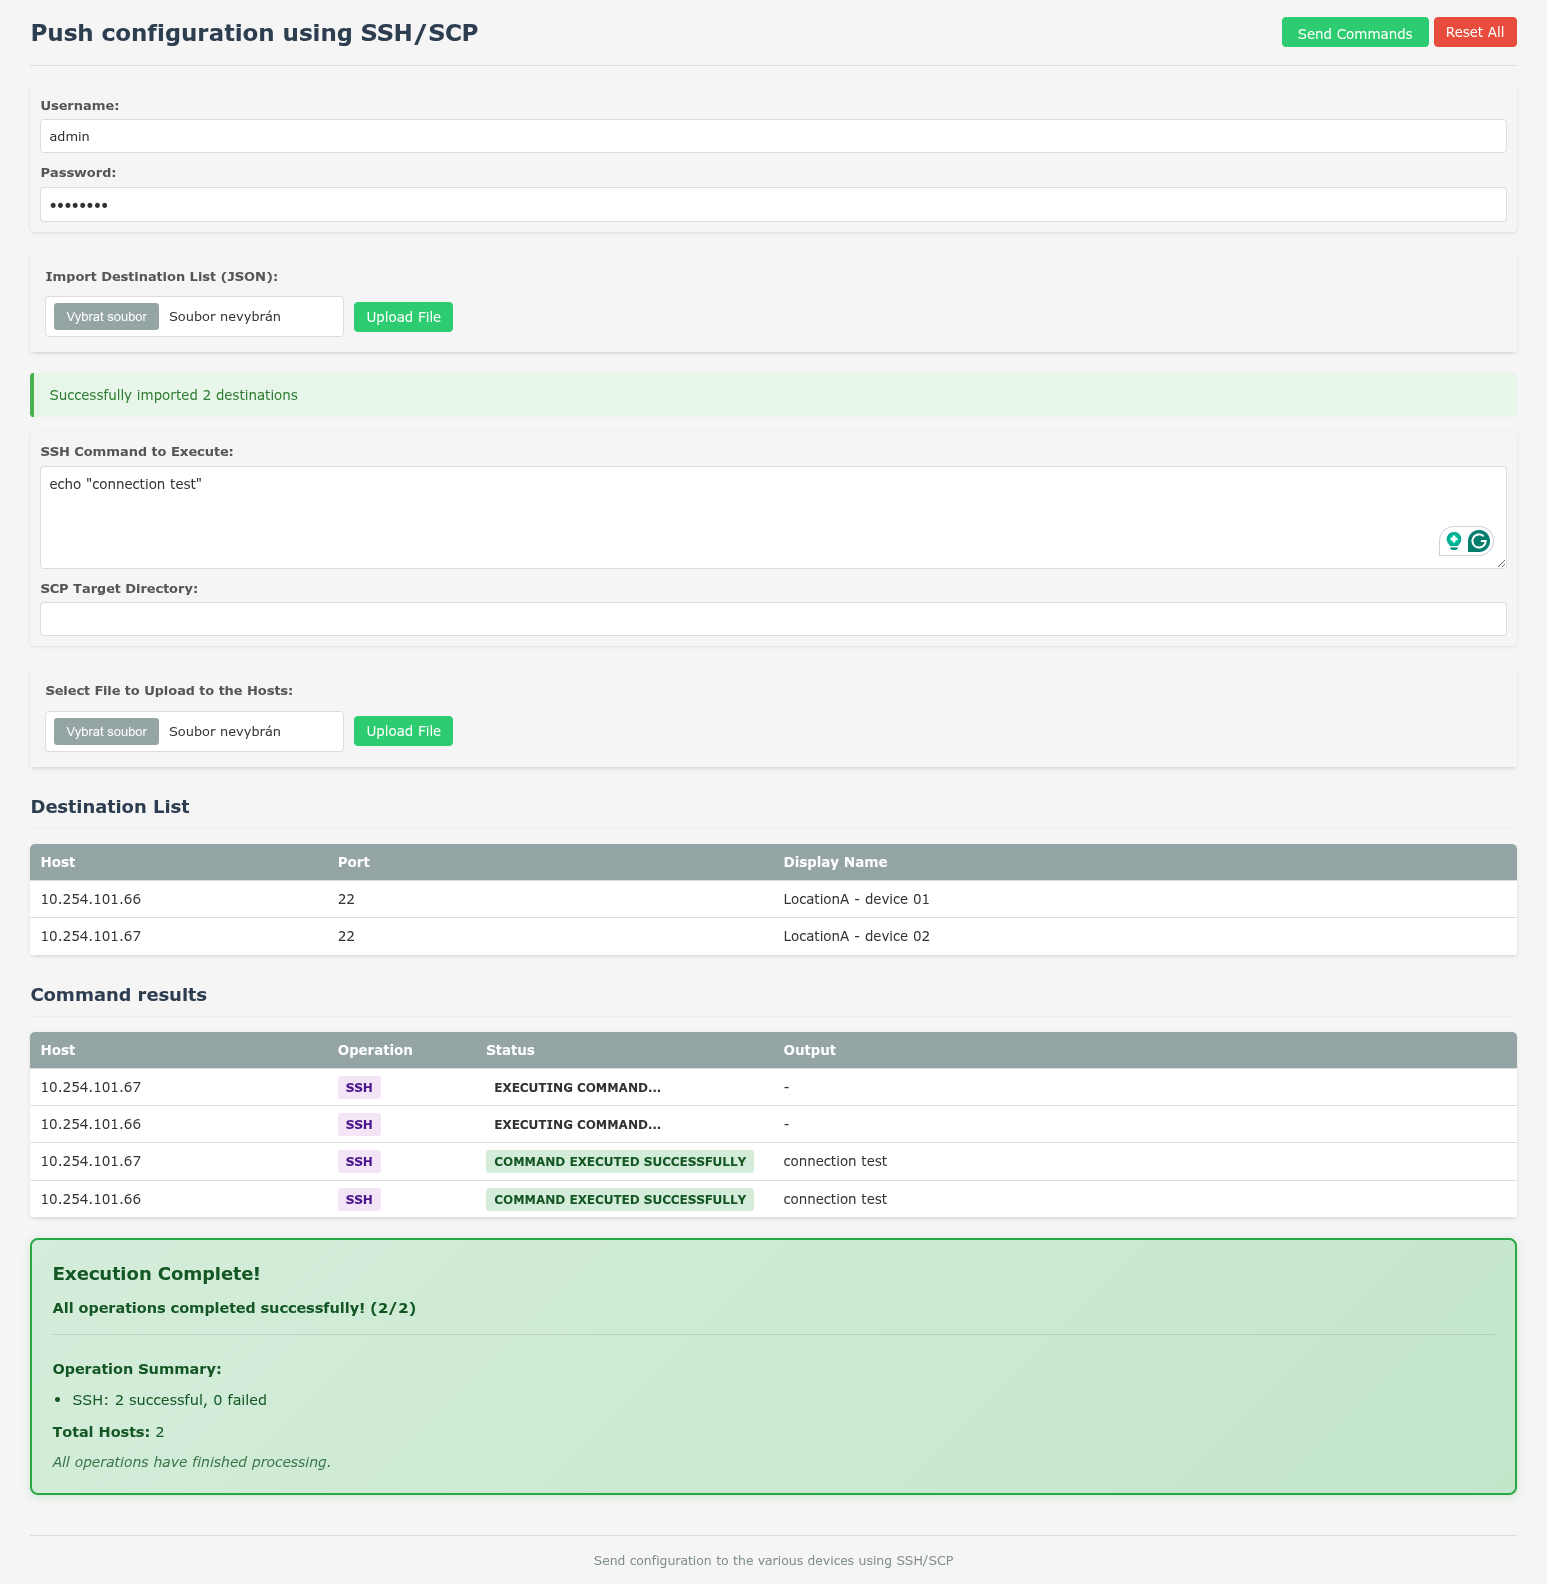 Push configuration using SSH/SCP
Send Commands
Reset All
Username:
admin
Password:
••••••••
Import Destination List (JSON):
Vybrat soubor Soubor nevybrán
Upload File
Successfully imported 2 destinations
SSH Command to Execute:
echo "connection test"
SCP Target Directory:
Select File to Upload to the Hosts:
Vybrat soubor Soubor nevybrán
Upload File
Destination List
Host Port Display Name
10.254.101.66 22 LocationA - device 01
10.254.101.67 22 LocationA - device 02
Command results
Host Operation Status Output
10.254.101.67 SSH EXECUTING COMMAND... -
10.254.101.66 SSH EXECUTING COMMAND... -
10.254.101.67 SSH COMMAND EXECUTED SUCCESSFULLY connection test
10.254.101.66 SSH COMMAND EXECUTED SUCCESSFULLY connection test
Execution Complete!
All operations completed successfully! (2/2)
Operation Summary:
• SSH: 2 successful, 0 failed
Total Hosts: 2
All operations have finished processing.
Send configuration to the various devices using SSH/SCP